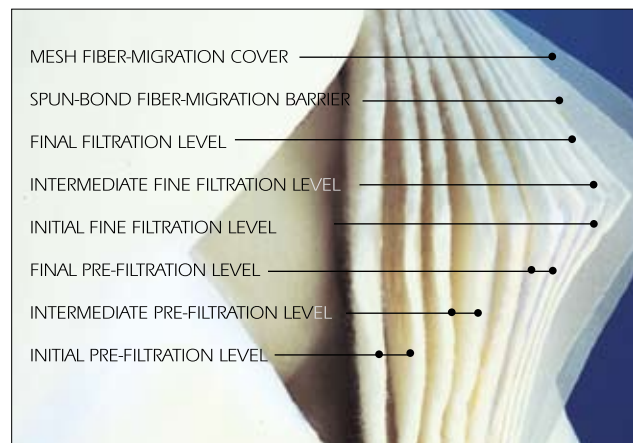 MESH FIBER-MIGRATION COVER
SPUN-BOND FIBER-MIGRATION BARRIER
FINAL FILTRATION LEVEL
INTERMEDIATE FINE FILTRATION LEVEL
INITIAL FINE FILTRATION LEVEL
FINAL PRE-FILTRATION LEVEL
INTERMEDIATE PRE-FILTRATION LEVEL
INITIAL PRE-FILTRATION LEVEL